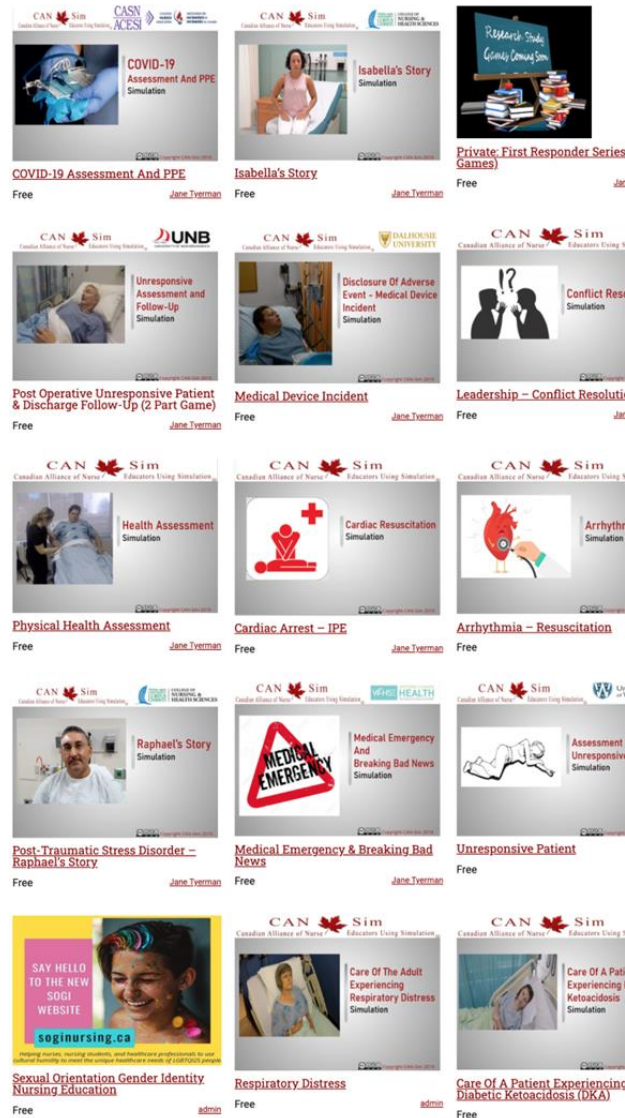 CAN Sim
Canadian Alliance of Nurse Educators Using Simulation
CASN
ACESI
COVID-19
Assessment And PPE
Simulation
COVID-19 Assessment And PPE
Free
Jane Tyerman
CAN Sim
Canadian Alliance of Nurse Educators Using Simulation
COLLEGE OF
NURSING &
HEALTH SCIENCES
Isabella's Story
Simulation
Isabella's Story
Free
Jane Tyerman
Research Study
Games Coming Soon
Private: First Responder Series
Games)
Free
CAN Sim
Canadian Alliance of Nurse Educators Using Simulation
UNB
Unresponsive
Assessment and
Follow-Up
Simulation
Post Operative Unresponsive Patient
& Discharge Follow-Up (2 Part Game)
Free
Jane Tyerman
CAN Sim
Canadian Alliance of Nurse Educators Using Simulation
DALHOUSIE
UNIVERSITY
Disclosure Of Adverse
Event - Medical Device
Incident
Simulation
Medical Device Incident
Free
Jane Tyerman
CAN Sim
Canadian Alliance of Nurse Educators Using S
!?
Conflict Reso
Simulation
Leadership – Conflict Resolutio
Free
CAN Sim
Canadian Alliance of Nurse Educators Using Simulation
Health Assessment
Simulation
Physical Health Assessment
Free
Jane Tyerman
CAN Sim
Canadian Alliance of Nurse Educators Using Simulation
Cardiac Resuscitation
Simulation
Cardiac Arrest – IPE
Free
Jane Tyerman
CAN Sim
Canadian Alliance of Nurse Educators Using S
Arrhythm
Simulation
Arrhythmia – Resuscitation
Free
CAN Sim
Canadian Alliance of Nurse Educators Using Simulation
COLLEGE OF
NURSING &
HEALTH SCIENCES
Raphael's Story
Simulation
Post-Traumatic Stress Disorder –
Raphael's Story
Free
Jane Tyerman
CAN Sim
Canadian Alliance of Nurse Educators Using Simulation
HEALTH
MEDICAL
EMERGENCY
Medical Emergency
And
Breaking Bad News
Simulation
Medical Emergency & Breaking Bad
News
Free
Jane Tyerman
CAN Sim
Canadian Alliance of Nurse Educators Using Simulation
Assessment
Unresponsive
Simulation
Unresponsive Patient
Free
SAY HELLO
TO THE NEW
SOGI
WEBSITE
soginursing.ca
Helping nurses, nursing students, and healthcare professionals to use
cultural humility to meet the unique healthcare needs of LGBTQI2S people
Sexual Orientation Gender Identity
Nursing Education
Free
admin
CAN Sim
Canadian Alliance of Nurse Educators Using Simulation
Care Of The Adult
Experiencing
Respiratory Distress
Simulation
Respiratory Distress
Free
admin
CAN Sim
Canadian Alliance of Nurse Educators Using S
Care Of A Pati
Experiencing
Ketoacidosis
Simulation
Care Of A Patient Experiencing
Diabetic Ketoacidosis (DKA)
Free